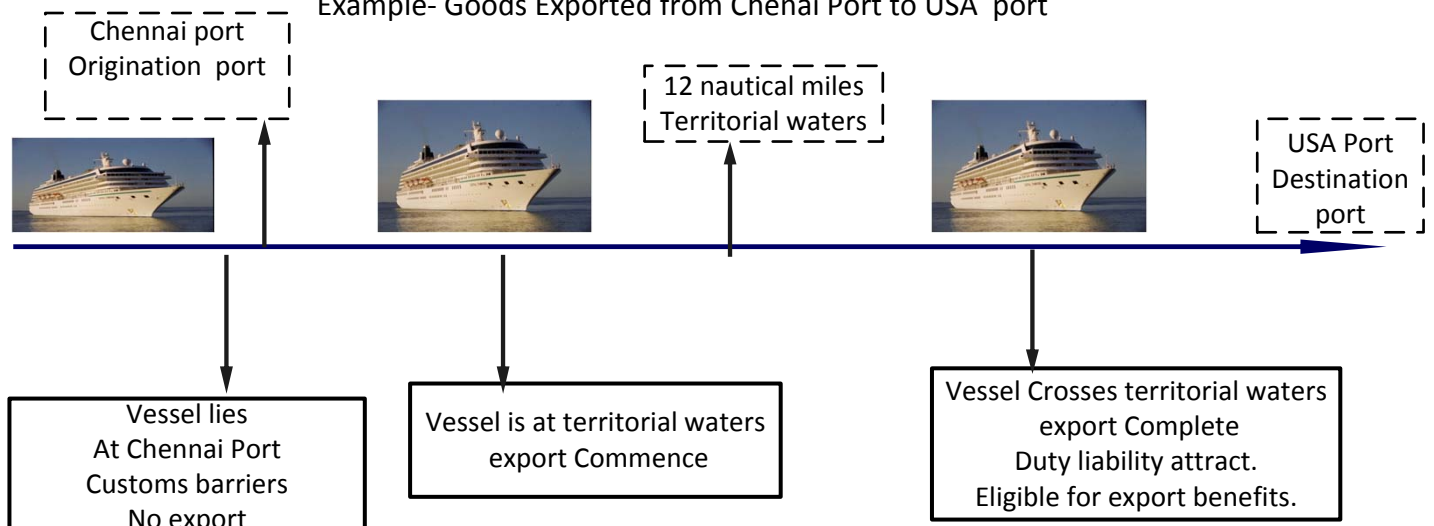 Example- Goods Exported from Chenai Port to USA port
Chennai port
Origination port
12 nautical miles
Territorial waters
USA Port
Destination
port
Vessel lies
At Chennai Port
Customs barriers
No export
Vessel is at territorial waters
export Commence
Vessel Crosses territorial waters
export Complete
Duty liability attract.
Eligible for export benefits.